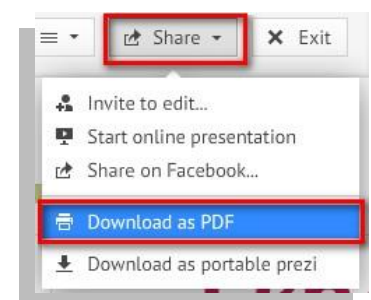 Share Exit
Invite to edit...
Start online presentation
Share on Facebook...
Download as PDF
Download as portable prezi